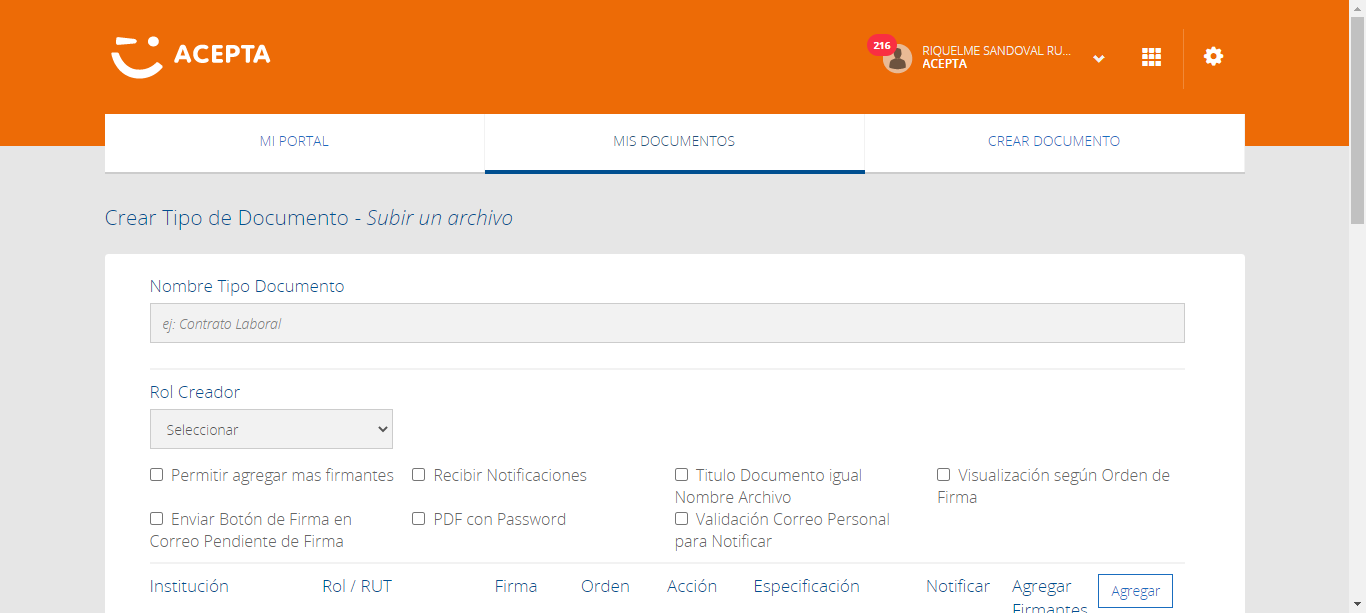 ACEPTA
216
RIQUELME SANDOVAL RU...
ACEPTA
MI PORTAL
MIS DOCUMENTOS
CREAR DOCUMENTO
Crear Tipo de Documento - Subir un archivo
Nombre Tipo Documento
ej: Contrato Laboral
Rol Creador
Seleccionar
Permitir agregar mas firmantes
Recibir Notificaciones
Titulo Documento igual
Nombre Archivo
Visualización según Orden de
Firma
Enviar Botón de Firma en
Correo Pendiente de Firma
PDF con Password
Validación Correo Personal
para Notificar
Institución
Rol / RUT
Firma
Orden
Acción
Especificación
Notificar
Agregar
Firmantes
Agregar